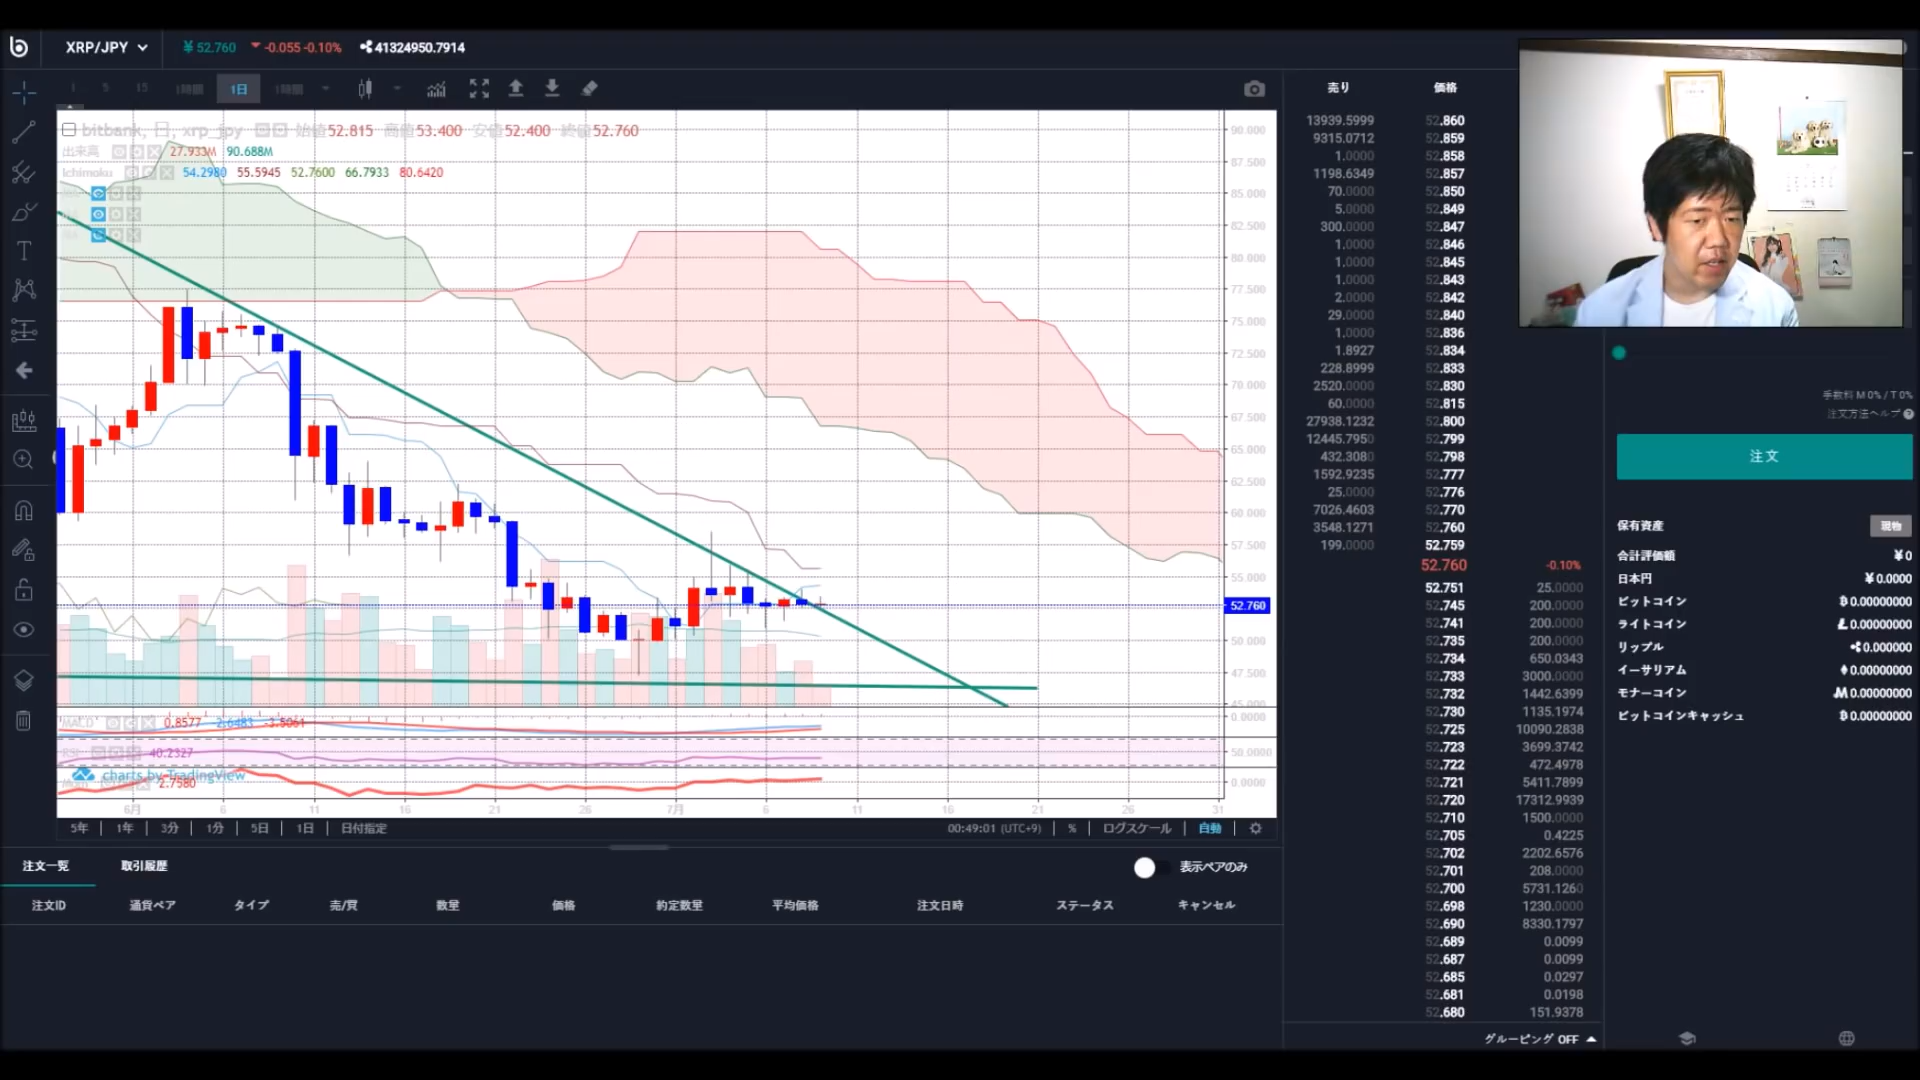 XRP/JPY ¥ 52.760 -0.055 -0.10% 41324950.7914
1 5 15 1時間 1日 1時間
bitbank, 日, xrp_jpy 始値52.815 高値53.400 安値52.400 終値52.760
出来高 27.933M 90.688M
Ichimoku 54.2980 55.5945 52.7600 66.7933 80.6420
90.000
87.500
85.000
82.500
80.000
77.500
75.000
72.500
70.000
67.500
65.000
62.500
60.000
57.500
55.000
52.760
50.000
47.500
45.000
MACD 0.8577 -2.6483 -3.5061 0.0000
RSI 40.2327 50.0000
charts by TradingView
Mom 2.7580 0.0000
6月 6 11 16 21 26 7月 6 11 16 21 26 31
5年 1年 3分 1分 5日 1日 日付指定 00:49:01 (UTC+9) % ログスケール 自動
注文一覧 取引履歴 表示ペアのみ
注文ID 通貨ペア タイプ 売/買 数量 価格 約定数量 平均価格 注文日時 ステータス キャンセル
売り 価格
13939.5999 52.860
9315.0712 52.859
1.0000 52.858
1198.6349 52.857
70.0000 52.850
5.0000 52.849
300.0000 52.847
1.0000 52.846
1.0000 52.845
1.0000 52.843
2.0000 52.842
29.0000 52.840
1.0000 52.836
1.8927 52.834
228.8999 52.833
2520.0000 52.830
60.0000 52.815
27938.1232 52.800
12445.7950 52.799
432.3080 52.798
1592.9235 52.777
25.0000 52.776
7026.4603 52.770
3548.1271 52.760
199.0000 52.759
52.760 -0.10%
52.751 25.0000
52.745 200.0000
52.741 200.0000
52.735 200.0000
52.734 650.0343
52.733 3000.0000
52.732 1442.6399
52.730 1135.1974
52.725 10090.2838
52.723 3699.3742
52.722 472.4978
52.721 5411.7899
52.720 17312.9939
52.710 1500.0000
52.705 0.4225
52.702 2202.6576
52.701 208.0000
52.700 5731.1260
52.698 1230.0000
52.690 8330.1797
52.689 0.0099
52.687 0.0099
52.685 0.0297
52.681 0.0198
52.680 151.9378
グルーピング OFF
手数料 M 0% / T 0%
注文方法ヘルプ
注文
保有資産 現物
合計評価額 ¥0
日本円 ¥0.0000
ビットコイン 0.00000000
ライトコイン 0.00000000
リップル 0.000000
イーサリアム 0.00000000
モナーコイン 0.00000000
ビットコインキャッシュ 0.00000000